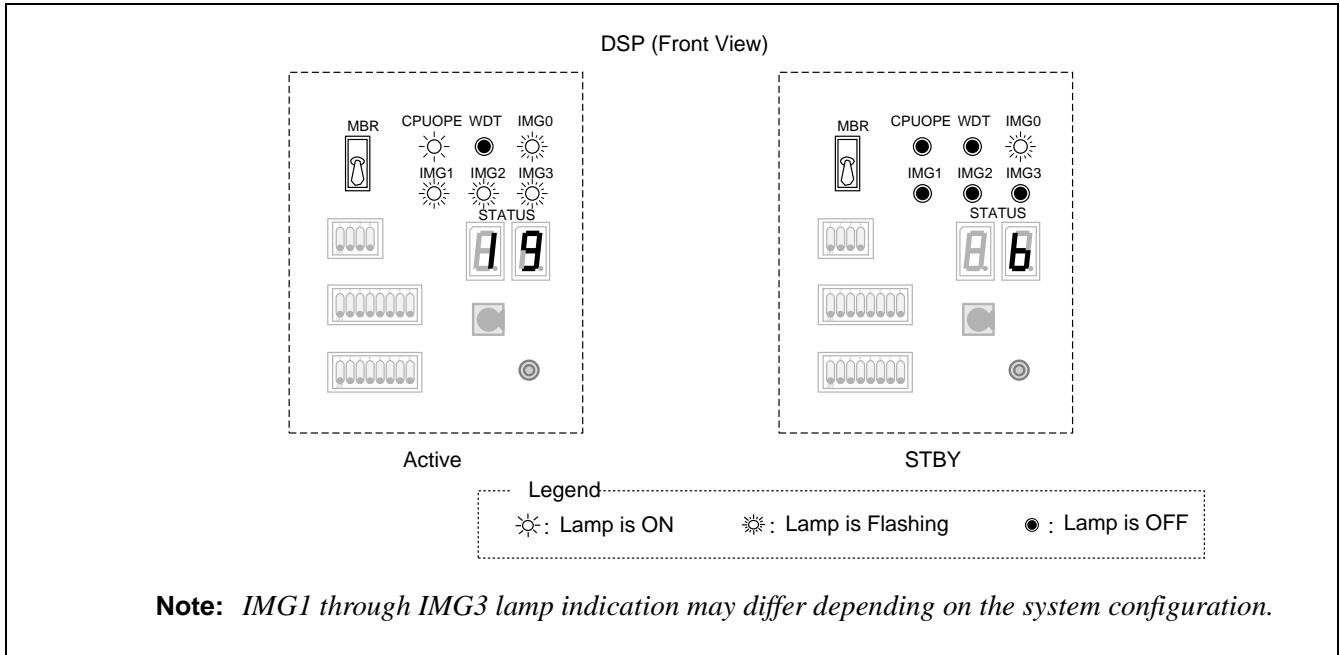 DSP (Front View)
MBR
CPUOPE WDT IMG0
IMG1 IMG2 IMG3
STATUS
19
Active
MBR
CPUOPE WDT IMG0
IMG1 IMG2 IMG3
STATUS
b
STBY
Legend
: Lamp is ON : Lamp is Flashing : Lamp is OFF
Note: IMG1 through IMG3 lamp indication may differ depending on the system configuration.